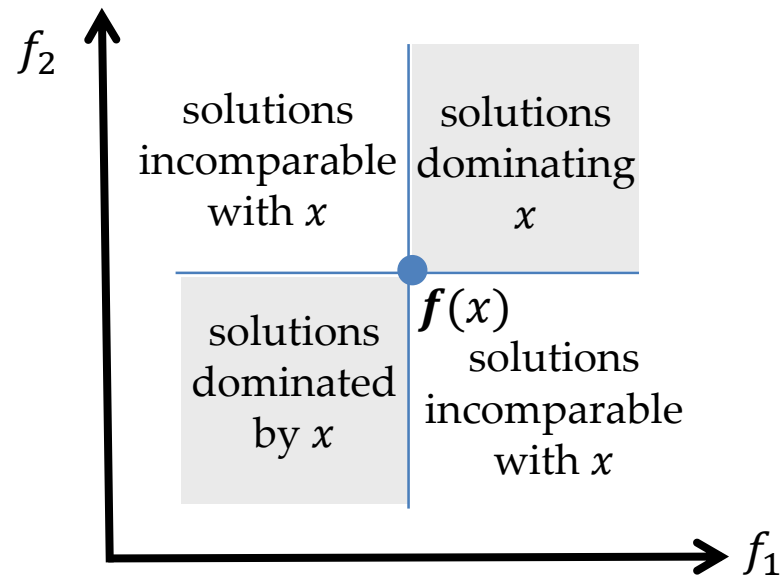 f₂
solutions
incomparable
with x
solutions
dominating
x
f(x)
solutions
dominated
by x
solutions
incomparable
with x
f₁